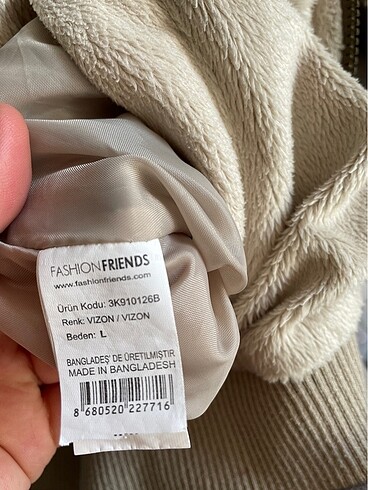 FASHIONFRIENDS
www.fashionfriends.com
Ürün Kodu: 3K910126B
Renk: VIZON / VIZON
Beden: L
BANGLADEŞ' DE ÜRETİLMİŞTİR
MADE IN BANGLADESH
8 680520 227716